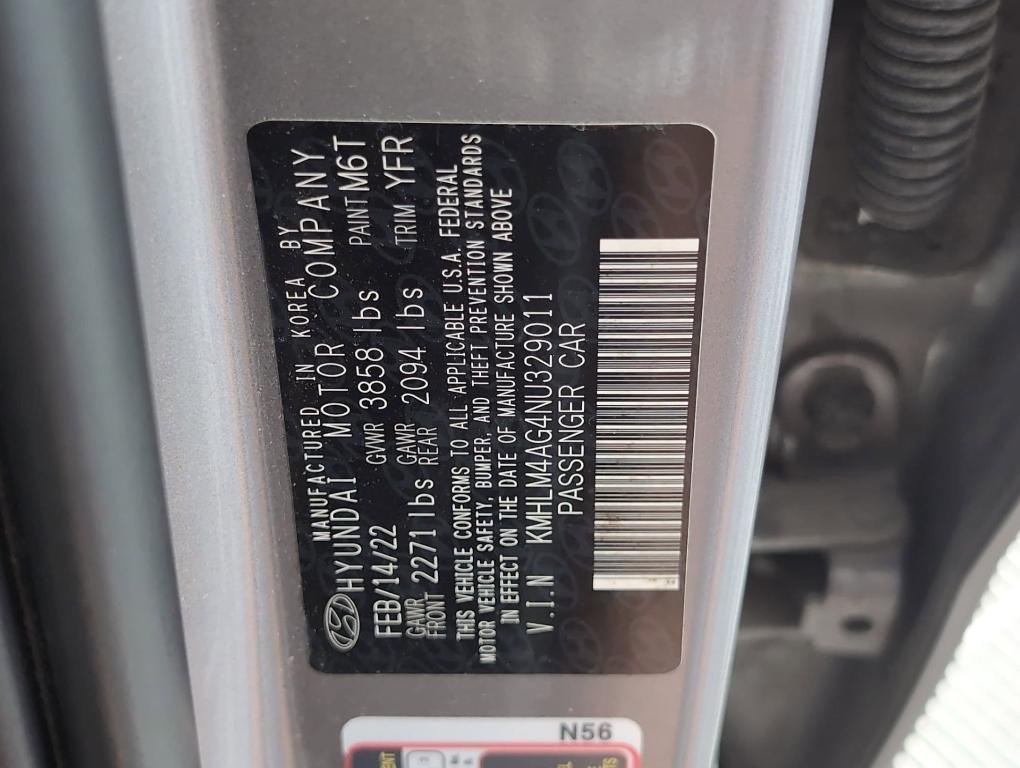 MANUFACTURED IN KOREA BY
HYUNDAI MOTOR COMPANY
FEB/14/22 GVWR 3858 lbs PAINT M6T
GAWR FRONT 2271 lbs GAWR REAR 2094 lbs TRIM YFR
THIS VEHICLE CONFORMS TO ALL APPLICABLE U.S.A. FEDERAL
MOTOR VEHICLE SAFETY, BUMPER, AND THEFT PREVENTION STANDARDS
IN EFFECT ON THE DATE OF MANUFACTURE SHOWN ABOVE
V.I.N KMHLM4AG4NU329011
PASSENGER CAR
N56